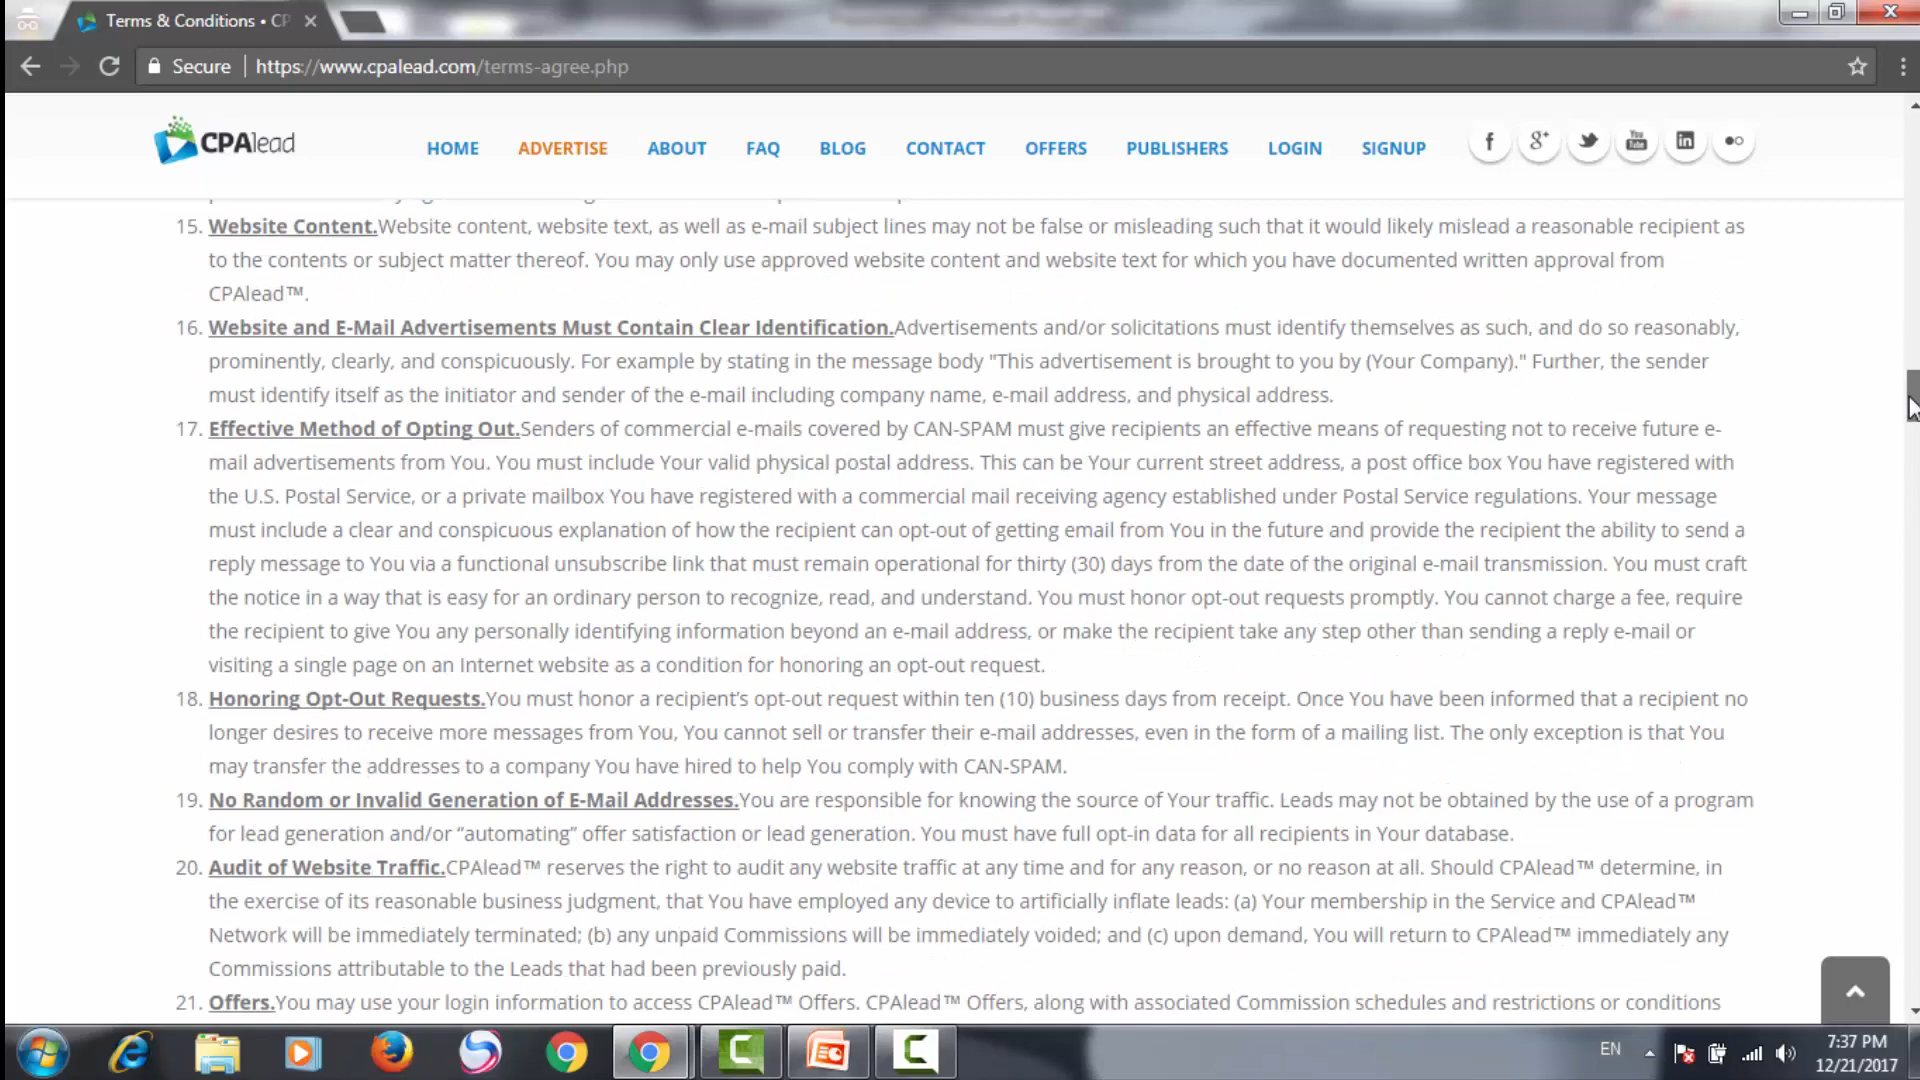 Terms & Conditions • CP
Secure https://www.cpalead.com/terms-agree.php
CPAlead HOME ADVERTISE ABOUT FAQ BLOG CONTACT OFFERS PUBLISHERS LOGIN SIGNUP
15. Website Content.Website content, website text, as well as e-mail subject lines may not be false or misleading such that it would likely mislead a reasonable recipient as
to the contents or subject matter thereof. You may only use approved website content and website text for which you have documented written approval from
CPAlead™.
16. Website and E-Mail Advertisements Must Contain Clear Identification.Advertisements and/or solicitations must identify themselves as such, and do so reasonably,
prominently, clearly, and conspicuously. For example by stating in the message body "This advertisement is brought to you by (Your Company)." Further, the sender
must identify itself as the initiator and sender of the e-mail including company name, e-mail address, and physical address.
17. Effective Method of Opting Out.Senders of commercial e-mails covered by CAN-SPAM must give recipients an effective means of requesting not to receive future e-
mail advertisements from You. You must include Your valid physical postal address. This can be Your current street address, a post office box You have registered with
the U.S. Postal Service, or a private mailbox You have registered with a commercial mail receiving agency established under Postal Service regulations. Your message
must include a clear and conspicuous explanation of how the recipient can opt-out of getting email from You in the future and provide the recipient the ability to send a
reply message to You via a functional unsubscribe link that must remain operational for thirty (30) days from the date of the original e-mail transmission. You must craft
the notice in a way that is easy for an ordinary person to recognize, read, and understand. You must honor opt-out requests promptly. You cannot charge a fee, require
the recipient to give You any personally identifying information beyond an e-mail address, or make the recipient take any step other than sending a reply e-mail or
visiting a single page on an Internet website as a condition for honoring an opt-out request.
18. Honoring Opt-Out Requests.You must honor a recipient's opt-out request within ten (10) business days from receipt. Once You have been informed that a recipient no
longer desires to receive more messages from You, You cannot sell or transfer their e-mail addresses, even in the form of a mailing list. The only exception is that You
may transfer the addresses to a company You have hired to help You comply with CAN-SPAM.
19. No Random or Invalid Generation of E-Mail Addresses.You are responsible for knowing the source of Your traffic. Leads may not be obtained by the use of a program
for lead generation and/or “automating” offer satisfaction or lead generation. You must have full opt-in data for all recipients in Your database.
20. Audit of Website Traffic.CPAlead™ reserves the right to audit any website traffic at any time and for any reason, or no reason at all. Should CPAlead™ determine, in
the exercise of its reasonable business judgment, that You have employed any device to artificially inflate leads: (a) Your membership in the Service and CPAlead™
Network will be immediately terminated; (b) any unpaid Commissions will be immediately voided; and (c) upon demand, You will return to CPAlead™ immediately any
Commissions attributable to the Leads that had been previously paid.
21. Offers.You may use your login information to access CPAlead™ Offers. CPAlead™ Offers, along with associated Commission schedules and restrictions or conditions
EN
7:37 PM
12/21/2017